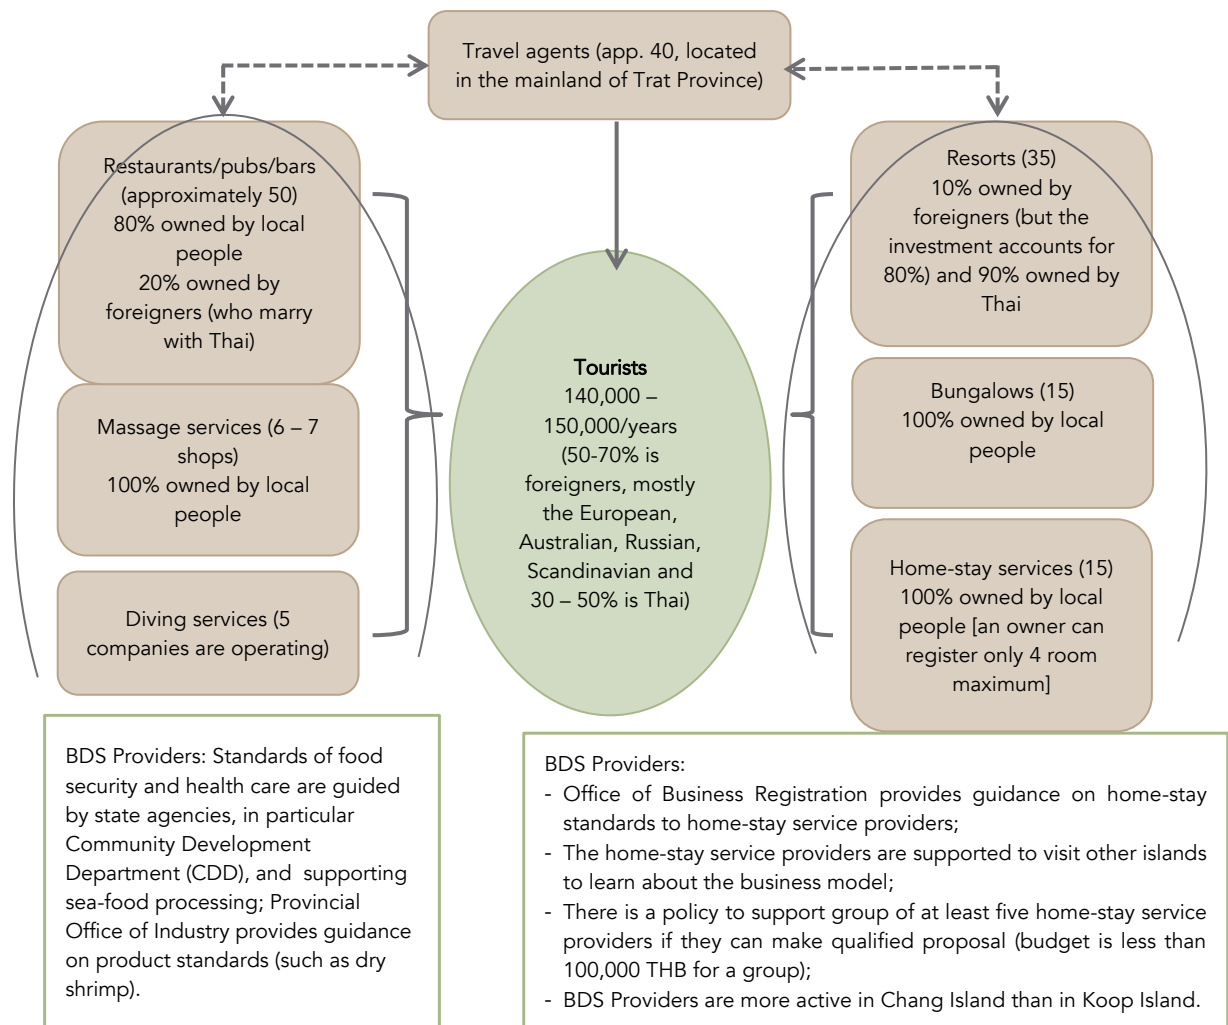 Travel agents (app. 40, located
in the mainland of Trat Province)
Restaurants/pubs/bars
(approximately 50)
80% owned by local
people
20% owned by
foreigners (who marry
with Thai)
Massage services (6 – 7
shops)
100% owned by local
people
Diving services (5
companies are operating)
Tourists
140,000 –
150,000/years
(50-70% is
foreigners, mostly
the European,
Australian, Russian,
Scandinavian and
30 – 50% is Thai)
Resorts (35)
10% owned by
foreigners (but the
investment accounts for
80%) and 90% owned by
Thai
Bungalows (15)
100% owned by local
people
Home-stay services (15)
100% owned by local
people [an owner can
register only 4 room
maximum]
BDS Providers: Standards of food
security and health care are guided
by state agencies, in particular
Community Development
Department (CDD), and supporting
sea-food processing; Provincial
Office of Industry provides guidance
on product standards (such as dry
shrimp).
BDS Providers:
- Office of Business Registration provides guidance on home-stay
standards to home-stay service providers;
- The home-stay service providers are supported to visit other islands
to learn about the business model;
- There is a policy to support group of at least five home-stay service
providers if they can make qualified proposal (budget is less than
100,000 THB for a group);
- BDS Providers are more active in Chang Island than in Koop Island.